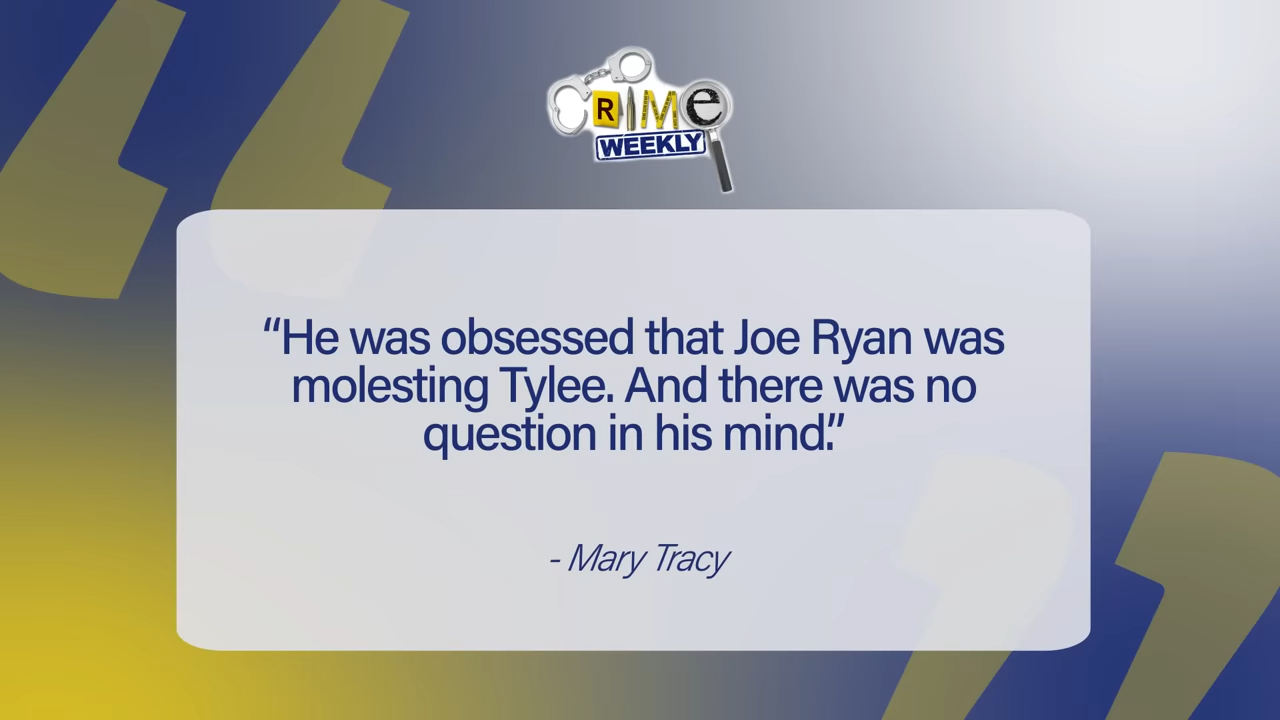 CRIMe
WEEKLY
“He was obsessed that Joe Ryan was
molesting Tylee. And there was no
question in his mind.”
- Mary Tracy